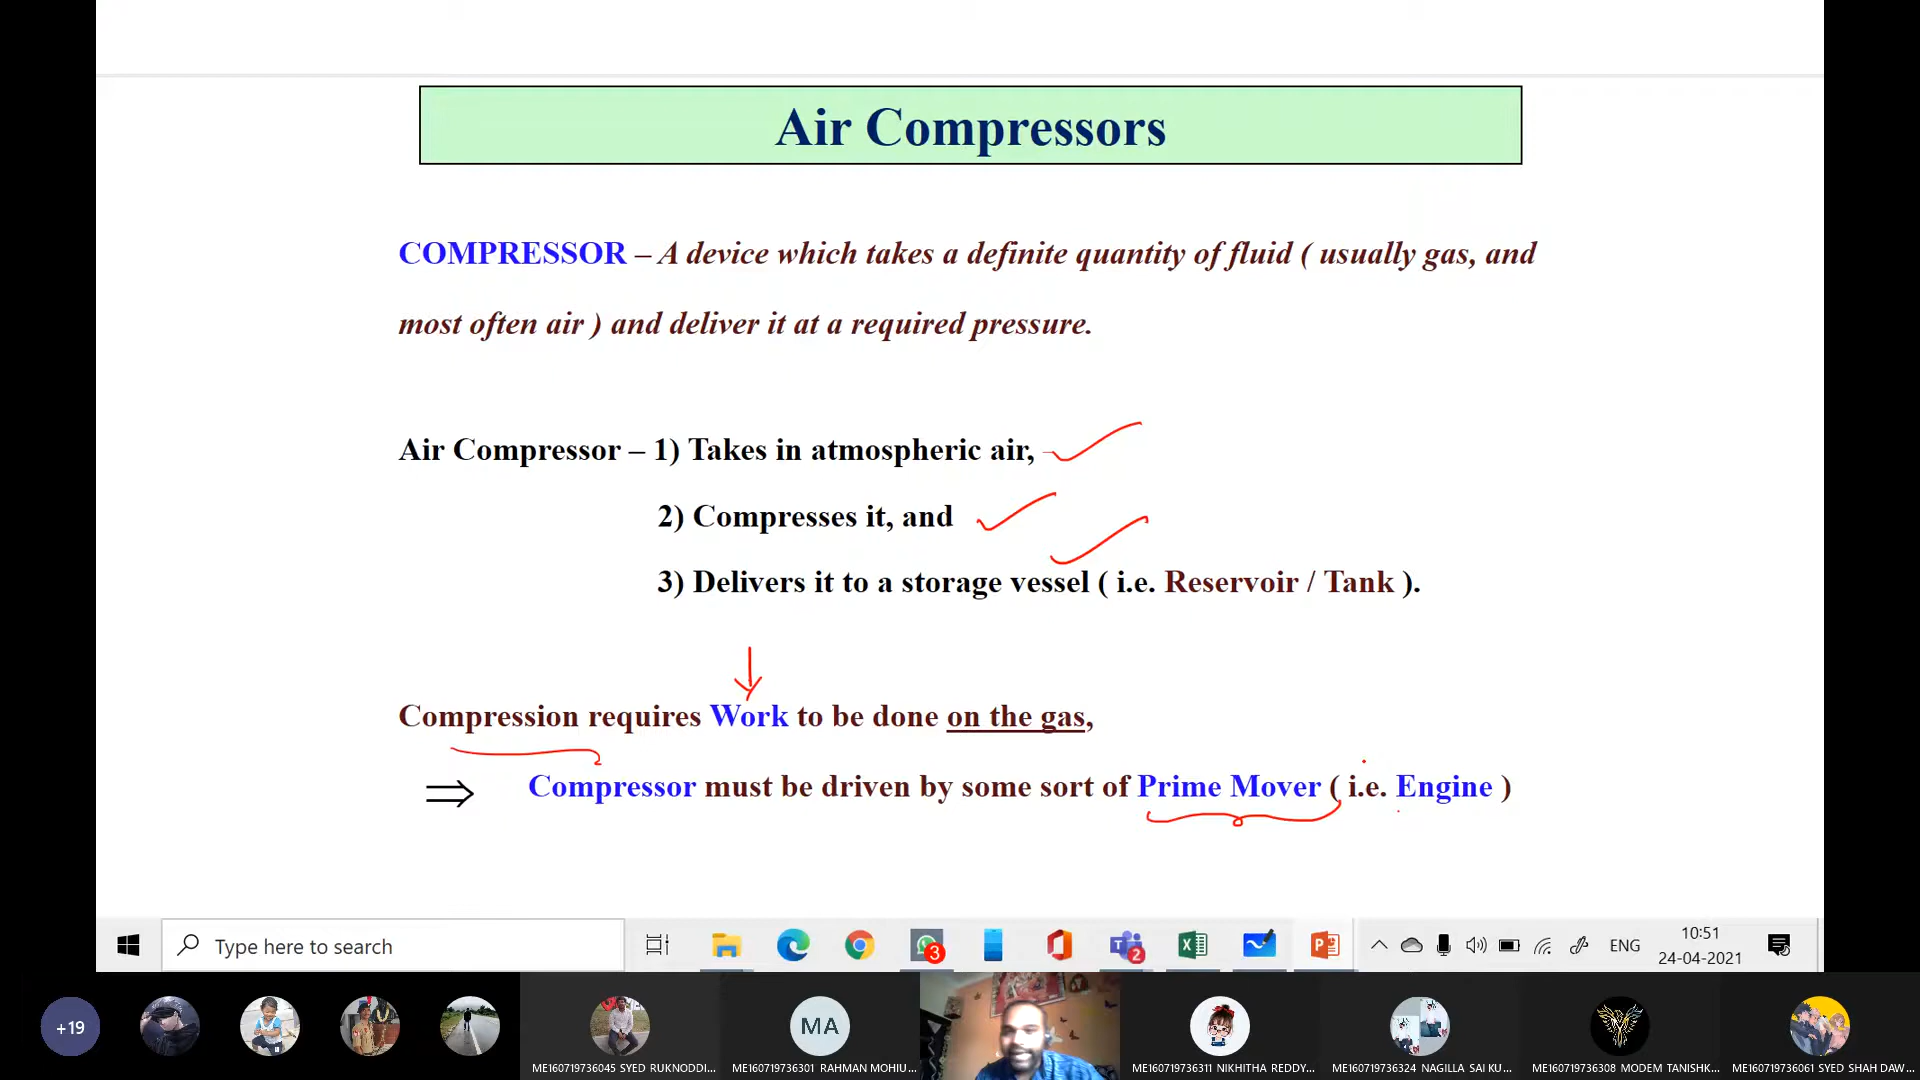 Air Compressors
COMPRESSOR – A device which takes a definite quantity of fluid ( usually gas, and
most often air ) and deliver it at a required pressure.
Air Compressor – 1) Takes in atmospheric air,
2) Compresses it, and
3) Delivers it to a storage vessel ( i.e. Reservoir / Tank ).
Compression requires Work to be done on the gas,
⇒ Compressor must be driven by some sort of Prime Mover ( i.e. Engine )
Type here to search
3
2
ENG
10:51
24-04-2021
+19
MA
ME160719736045 SYED RUKNODDI...
ME160719736301 RAHMAN MOHIU...
ME160719736311 NIKHITHA REDDY...
ME160719736324 NAGILLA SAI KU...
ME160719736308 MODEM TANISHK...
ME160719736061 SYED SHAH DAW...